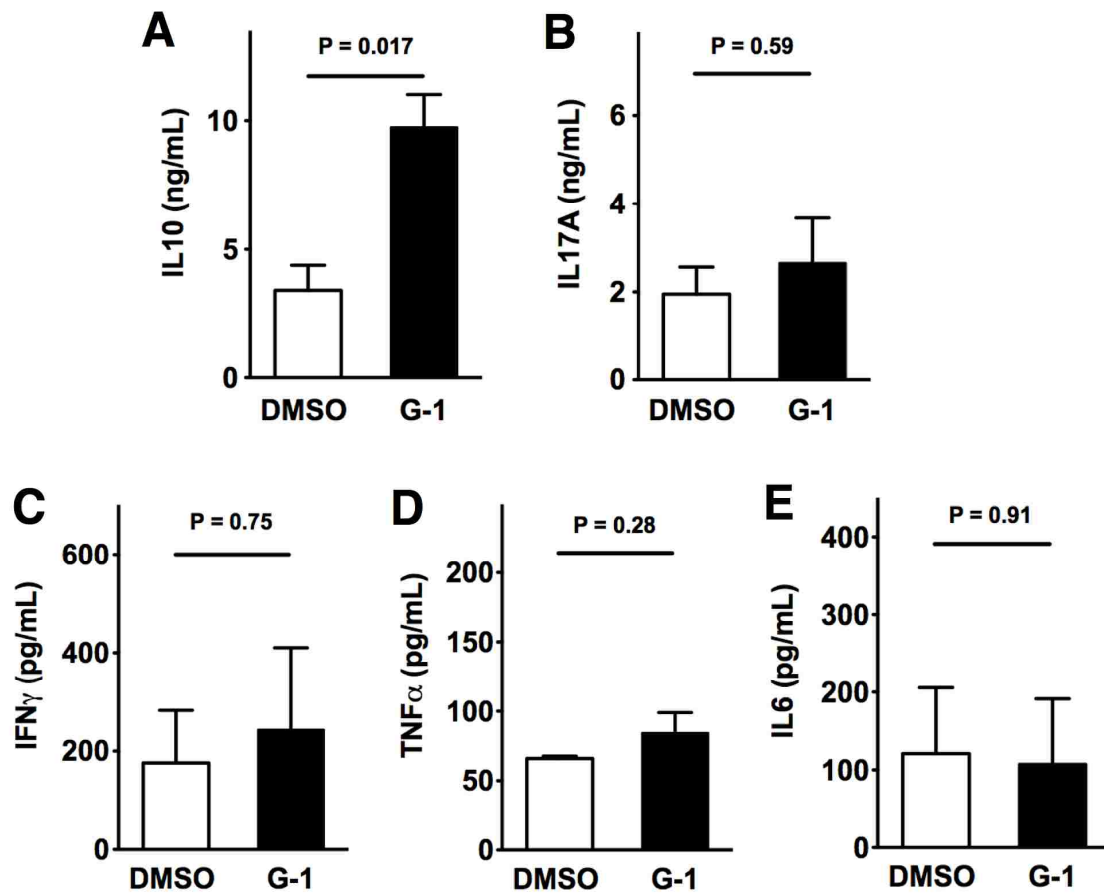 A
P = 0.017
IL10 (ng/mL)
10
5
0
DMSO G-1
B
P = 0.59
IL17A (ng/mL)
6
4
2
0
DMSO G-1
C
P = 0.75
IFNγ (pg/mL)
600
400
200
0
DMSO G-1
D
P = 0.28
TNFα (pg/mL)
200
150
100
50
0
DMSO G-1
E
P = 0.91
IL6 (pg/mL)
400
300
200
100
0
DMSO G-1